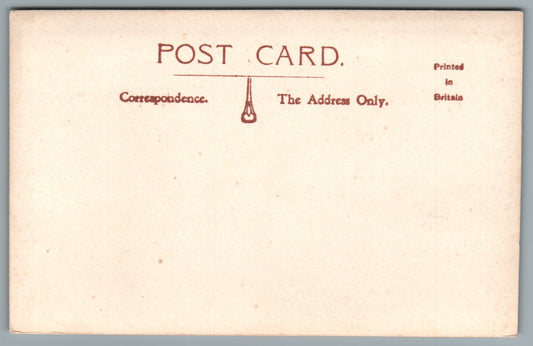 POST CARD.
Correspondence.
The Address Only.
Printed
in
Britain